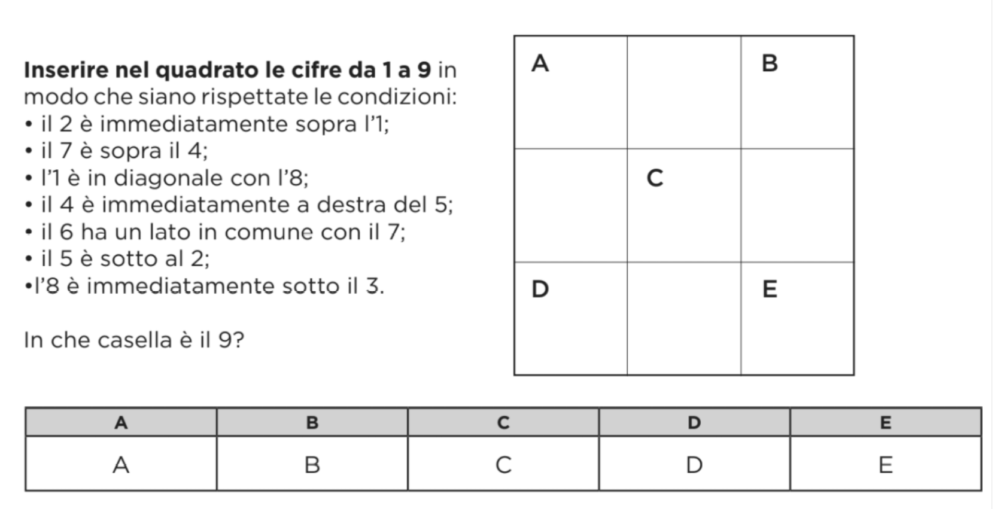 Inserire nel quadrato le cifre da 1 a 9 in
modo che siano rispettate le condizioni:
• il 2 è immediatamente sopra l’1;
• il 7 è sopra il 4;
• l’1 è in diagonale con l’8;
• il 4 è immediatamente a destra del 5;
• il 6 ha un lato in comune con il 7;
• il 5 è sotto al 2;
•l’8 è immediatamente sotto il 3.
In che casella è il 9?
A B
C
D E
A B C D E
A B C D E